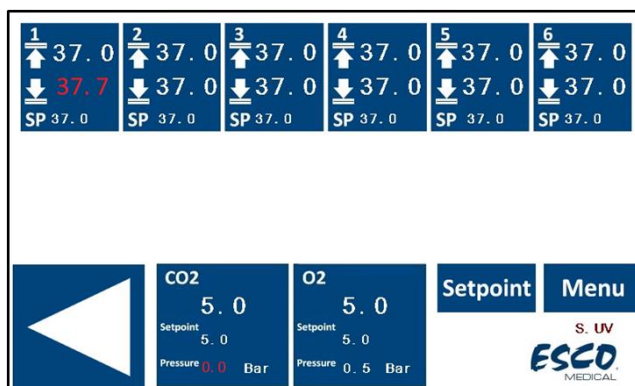 1 2 3 4 5 6
37.0 37.0 37.0 37.0 37.0 37.0
37.7 37.0 37.0 37.0 37.0 37.0
SP 37.0 SP 37.0 SP 37.0 SP 37.0 SP 37.0 SP 37.0
CO2
5.0
Setpoint
5.0
Pressure 0.0 Bar
O2
5.0
Setpoint
5.0
Pressure 0.5 Bar
Setpoint
Menu
S. UV
ESCO
MEDICAL